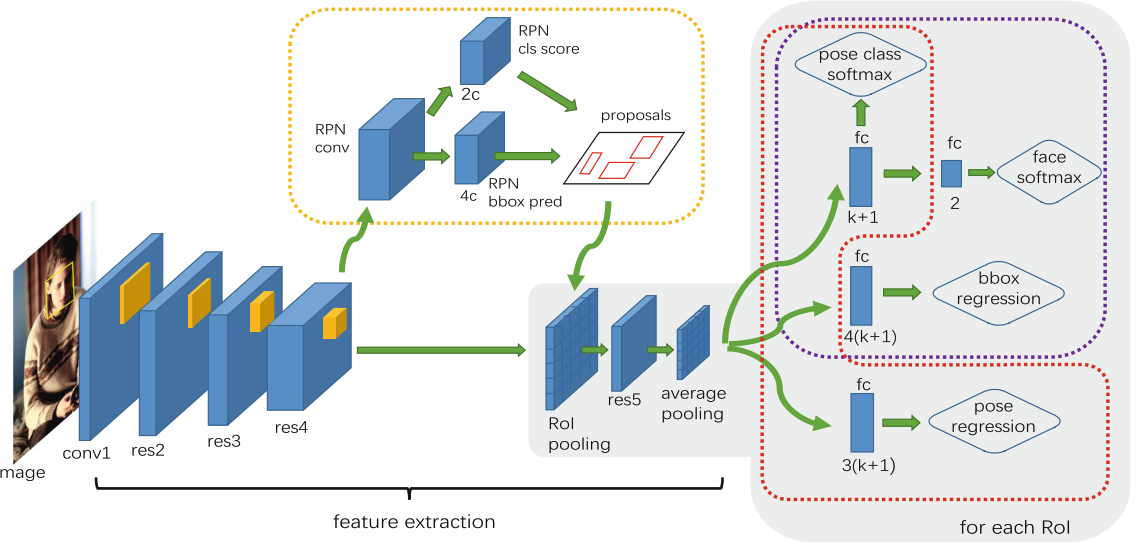 RPN
cls score
2c
RPN
conv
4c
RPN
bbox pred
proposals
pose class
softmax
fc
k+1
fc
2
face
softmax
fc
4(k+1)
bbox
regression
fc
3(k+1)
pose
regression
mage
conv1
res2
res3
res4
RoI
pooling
res5
average
pooling
feature extraction
for each RoI